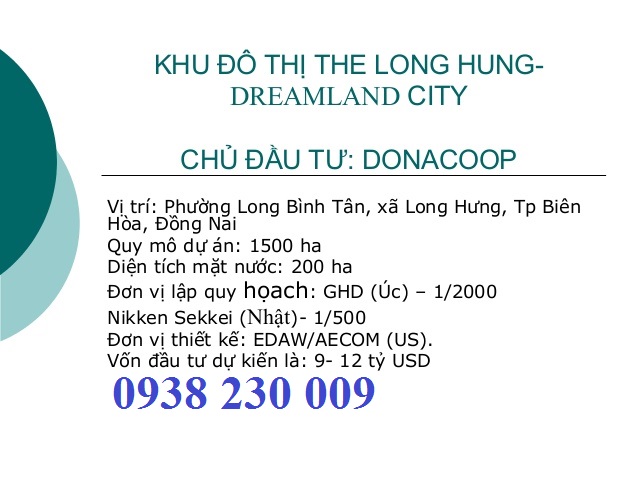 KHU ĐÔ THỊ THE LONG HUNG-
DREAMLAND CITY
CHỦ ĐẦU TƯ: DONACOOP
Vị trí: Phường Long Bình Tân, xã Long Hưng, Tp Biên
Hòa, Đồng Nai
Quy mô dự án: 1500 ha
Diện tích mặt nước: 200 ha
Đơn vị lập quy họach: GHD (Úc) – 1/2000
Nikken Sekkei (Nhật)- 1/500
Đơn vị thiết kế: EDAW/AECOM (US).
Vốn đầu tư dự kiến là: 9- 12 tỷ USD
0938 230 009